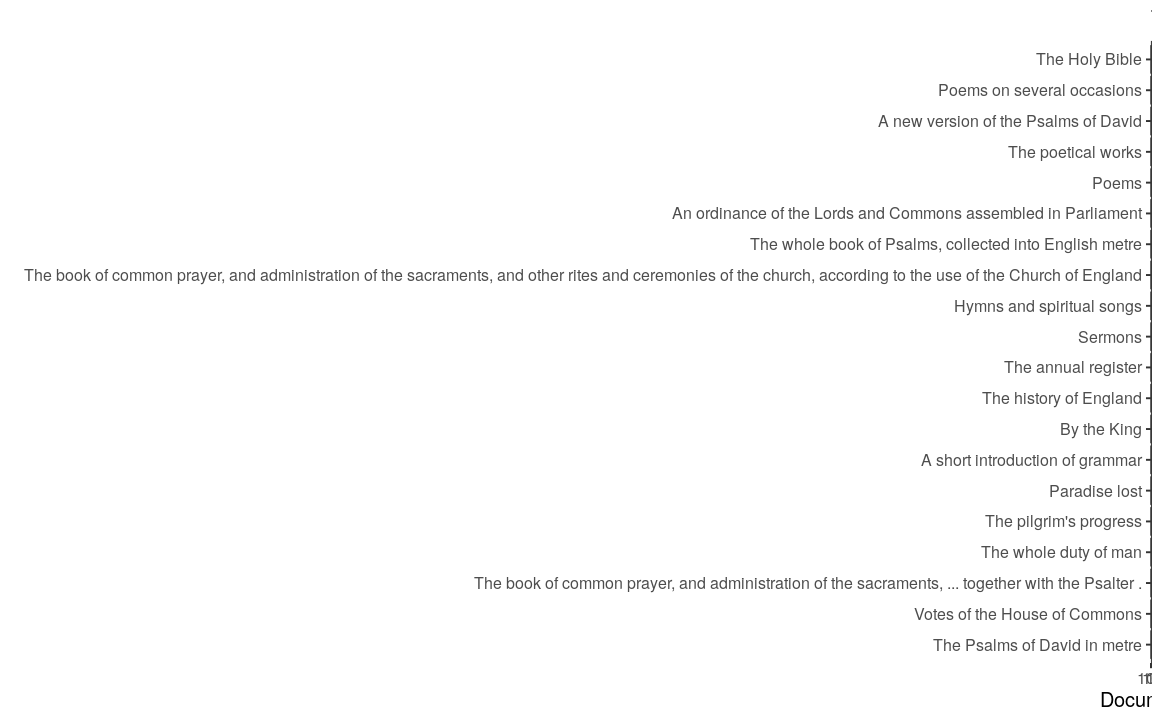 The Holy Bible
Poems on several occasions
A new version of the Psalms of David
The poetical works
Poems
An ordinance of the Lords and Commons assembled in Parliament
The whole book of Psalms, collected into English metre
The book of common prayer, and administration of the sacraments, and other rites and ceremonies of the church, according to the use of the Church of England
Hymns and spiritual songs
Sermons
The annual register
The history of England
By the King
A short introduction of grammar
Paradise lost
The pilgrim's progress
The whole duty of man
The book of common prayer, and administration of the sacraments, ... together with the Psalter .
Votes of the House of Commons
The Psalms of David in metre